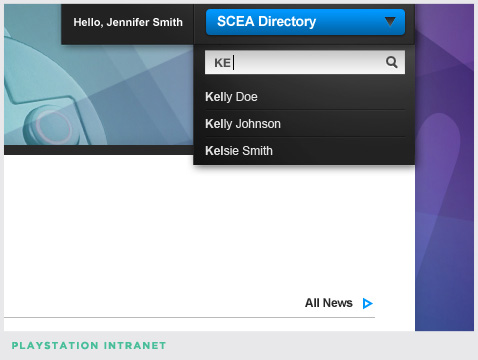 Hello, Jennifer Smith
SCEA Directory
KE
Kelly Doe
Kelly Johnson
Kelsie Smith
All News
PLAYSTATION INTRANET